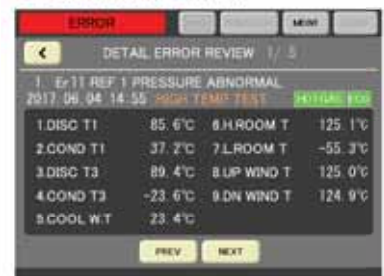 ERROR MENU
DETAIL ERROR REVIEW 1/ 5
1. Er11 REF 1 PRESSURE ABNORMAL
2017 06 04 14 55 HIGH TEMP TEST HOTGAS ECO
1.DISC T1 85. 6℃ 6.H.ROOM T 125. 1℃
2.COND T1 37. 2℃ 7.L.ROOM T -55. 3℃
3.DISC T3 89. 4℃ 8.UP WIND T 125. 0℃
4.COND T3 -23. 6℃ 9.DN WIND T 124. 9℃
5.COOL W.T 23. 4℃
PREV NEXT